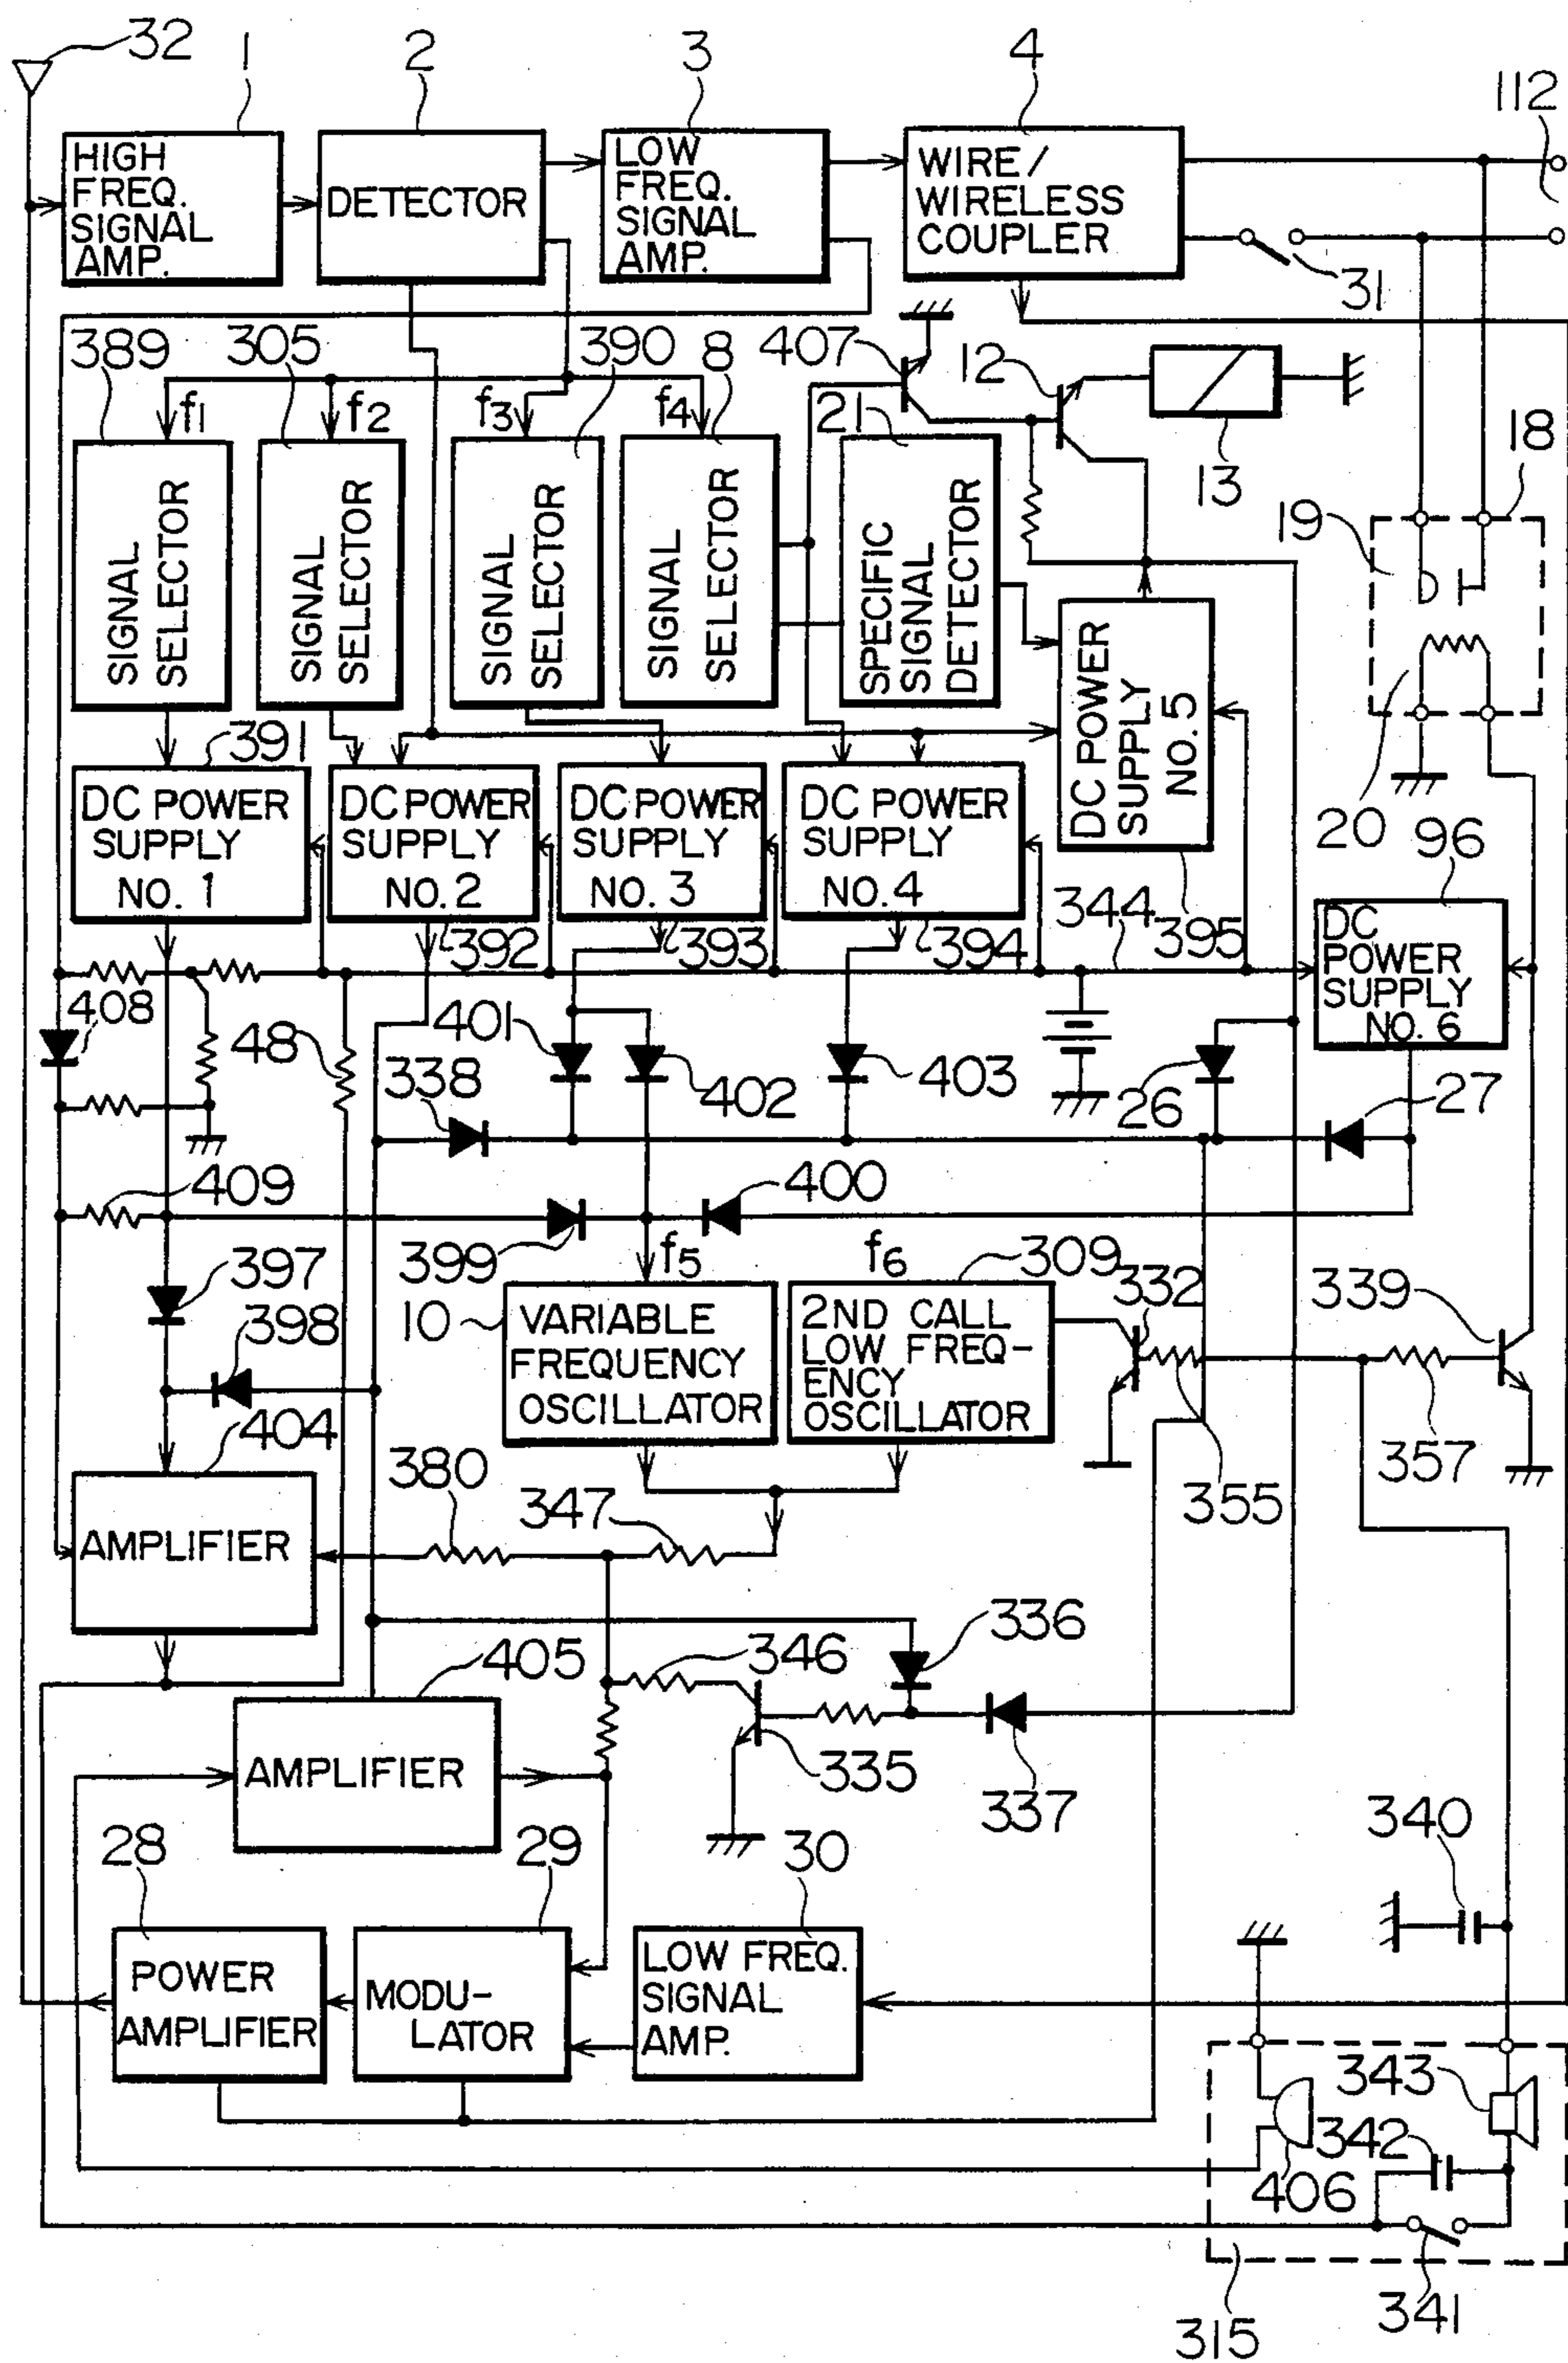 32
1
2
3
4
112
HIGH
FREQ.
SIGNAL
AMP.
DETECTOR
LOW
FREQ.
SIGNAL
AMP.
WIRE/
WIRELESS
COUPLER
31
389
305
390
8
407
12
13
18
f1
f2
f3
f4
21
19
SIGNAL
SELECTOR
SIGNAL
SELECTOR
SIGNAL
SELECTOR
SIGNAL
SELECTOR
SPECIFIC
SIGNAL
DETECTOR
DC POWER
SUPPLY
NO. 5
20
96
391
DC POWER
SUPPLY
NO. 1
DC POWER
SUPPLY
NO. 2
DC POWER
SUPPLY
NO. 3
DC POWER
SUPPLY
NO. 4
392
393
394
344
395
DC
POWER
SUPPLY
NO. 6
408
48
401
338
402
403
26
27
409
400
397
399
f5
f6
309
332
339
398
10
VARIABLE
FREQUENCY
OSCILLATOR
2ND CALL
LOW FREQ-
ENCY
OSCILLATOR
404
380
347
355
357
AMPLIFIER
405
346
336
AMPLIFIER
335
337
28
29
30
340
POWER
AMPLIFIER
MODU-
LATOR
LOW FREQ.
SIGNAL
AMP.
343
342
406
315
341